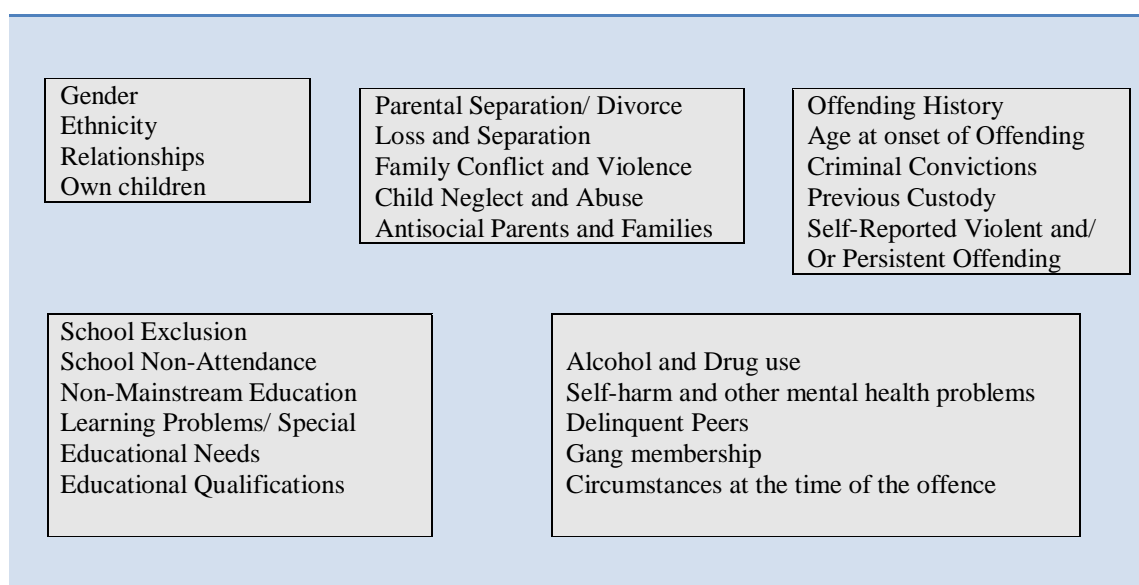 Gender
Ethnicity
Relationships
Own children
Parental Separation/ Divorce
Loss and Separation
Family Conflict and Violence
Child Neglect and Abuse
Antisocial Parents and Families
Offending History
Age at onset of Offending
Criminal Convictions
Previous Custody
Self-Reported Violent and/
Or Persistent Offending
School Exclusion
School Non-Attendance
Non-Mainstream Education
Learning Problems/ Special
Educational Needs
Educational Qualifications
Alcohol and Drug use
Self-harm and other mental health problems
Delinquent Peers
Gang membership
Circumstances at the time of the offence